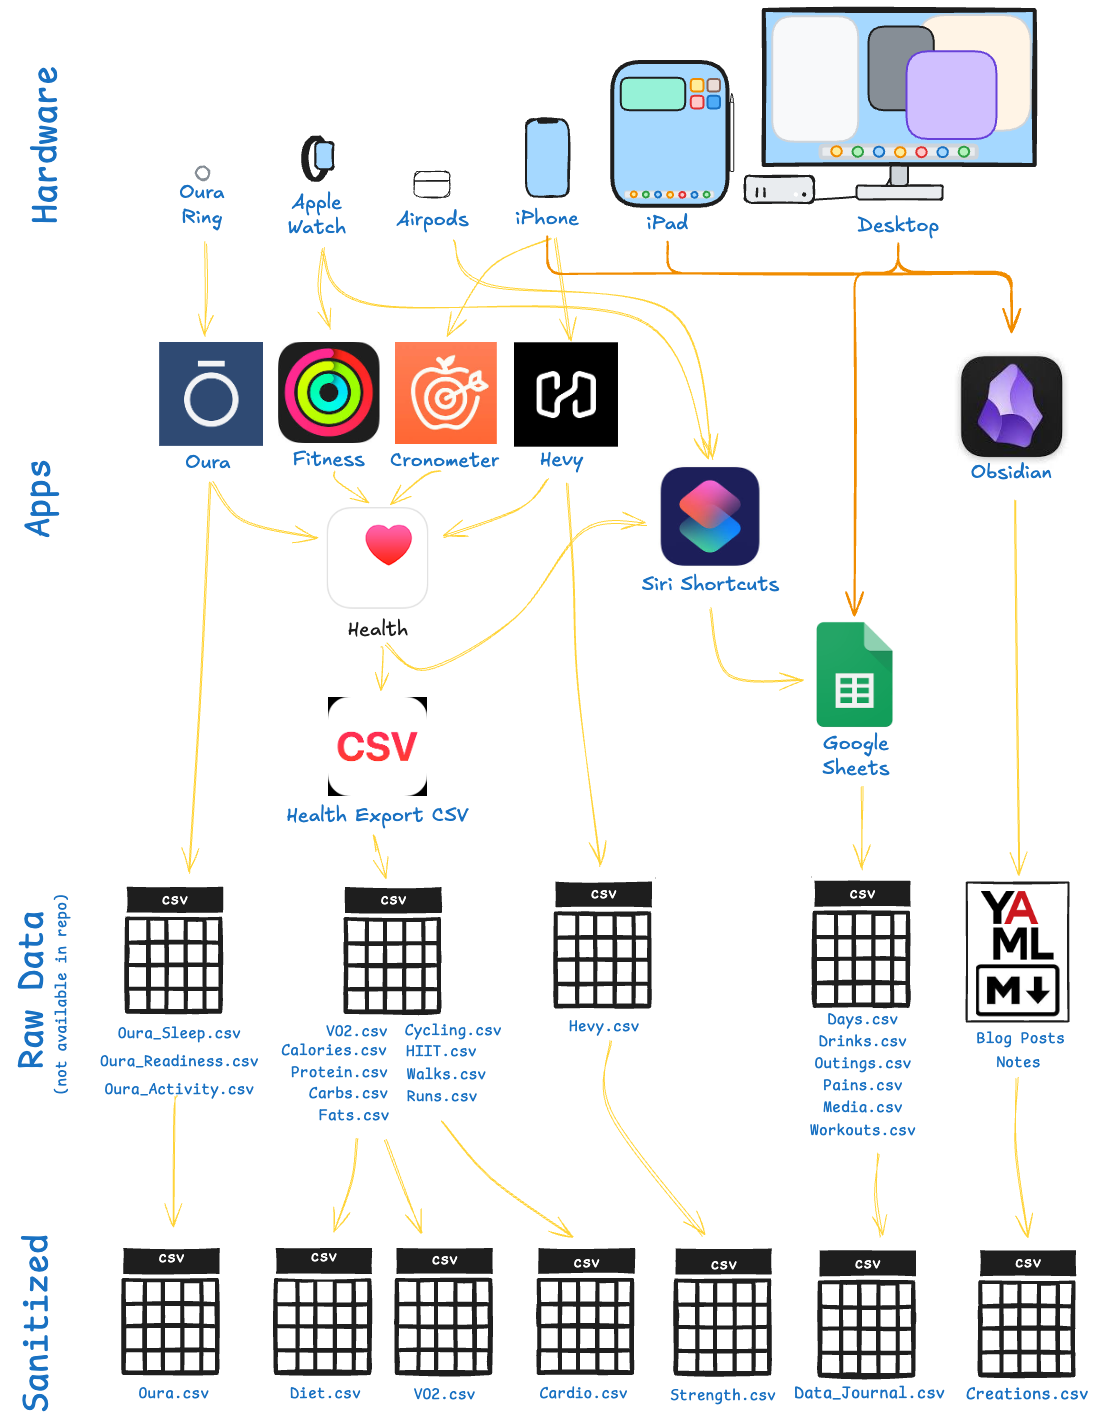 Hardware
Oura
Ring
Apple
Watch
Airpods
iPhone
iPad
Desktop
Apps
Oura
Fitness
Cronometer
Hevy
Obsidian
Health
Siri Shortcuts
CSV
Health Export CSV
Google
Sheets
Raw Data
(not available in repo)
CSV
CSV
CSV
CSV
YAML
M
Oura_Sleep.csv
Oura_Readiness.csv
Oura_Activity.csv
VO2.csv
Calories.csv
Protein.csv
Carbs.csv
Fats.csv
Cycling.csv
HIIT.csv
Walks.csv
Runs.csv
Hevy.csv
Days.csv
Drinks.csv
Outings.csv
Pains.csv
Media.csv
Workouts.csv
Blog Posts
Notes
Sanitized
CSV
CSV
CSV
CSV
CSV
CSV
CSV
Oura.csv
Diet.csv
VO2.csv
Cardio.csv
Strength.csv
Data_Journal.csv
Creations.csv